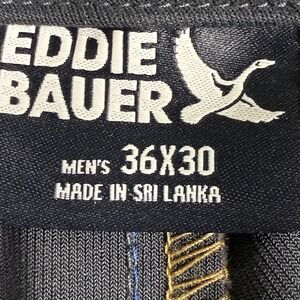 EDDIE
BAUER
MEN'S 36X30
MADE IN SRI LANKA